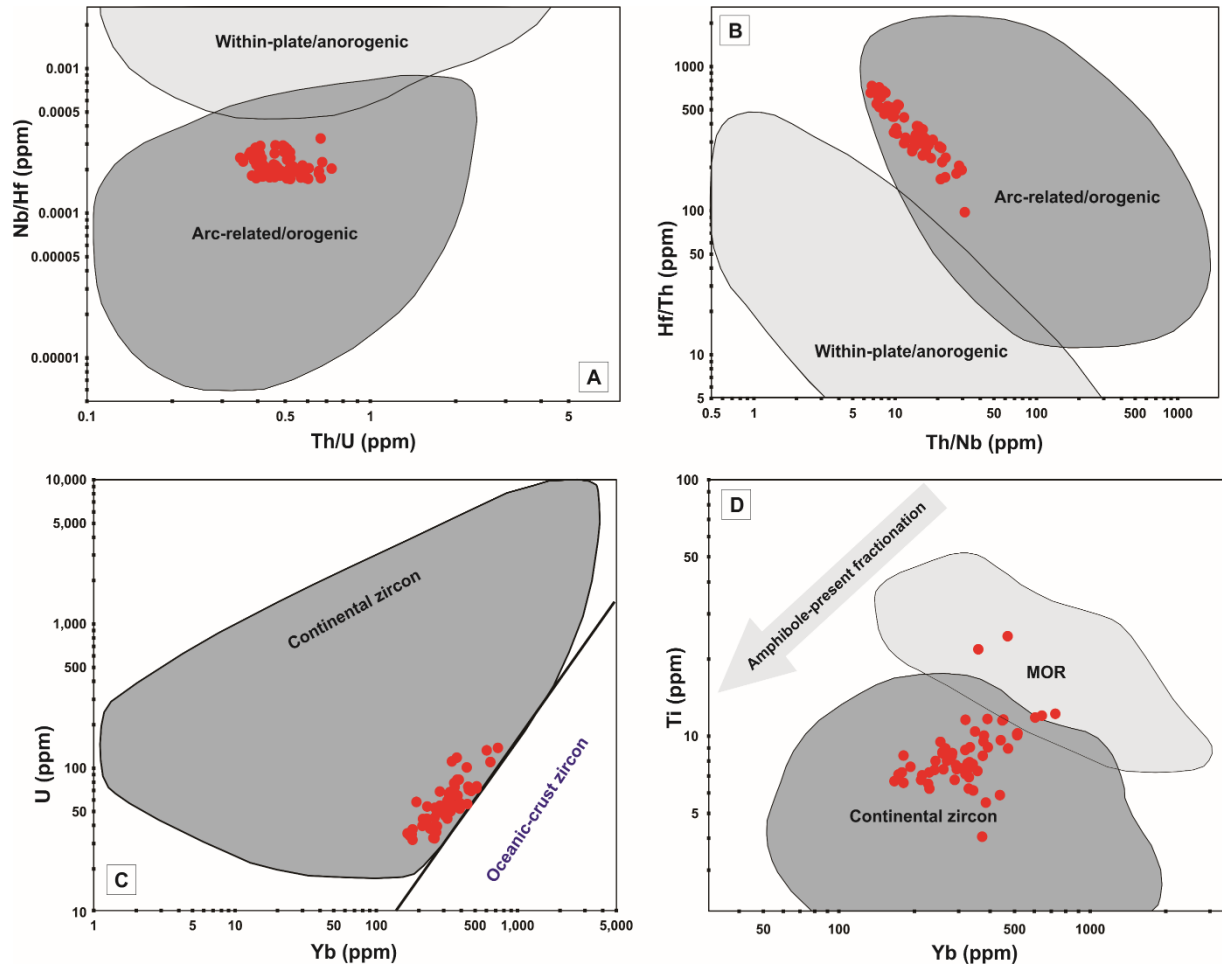 A
Nb/Hf (ppm)
0.001
0.0005
0.0001
0.00005
0.00001
Within-plate/anorogenic
Arc-related/orogenic
0.1
0.5
1
5
Th/U (ppm)
B
Hf/Th (ppm)
1000
500
100
50
10
5
Arc-related/orogenic
Within-plate/anorogenic
0.5
1
5
10
50
100
500
1000
Th/Nb (ppm)
C
U (ppm)
10,000
5,000
1,000
500
100
50
10
Continental zircon
Oceanic-crust zircon
1
5
10
50
100
500
1,000
5,000
Yb (ppm)
D
Ti (ppm)
100
50
10
5
Amphibole-present fractionation
MOR
Continental zircon
50
100
500
1000
Yb (ppm)